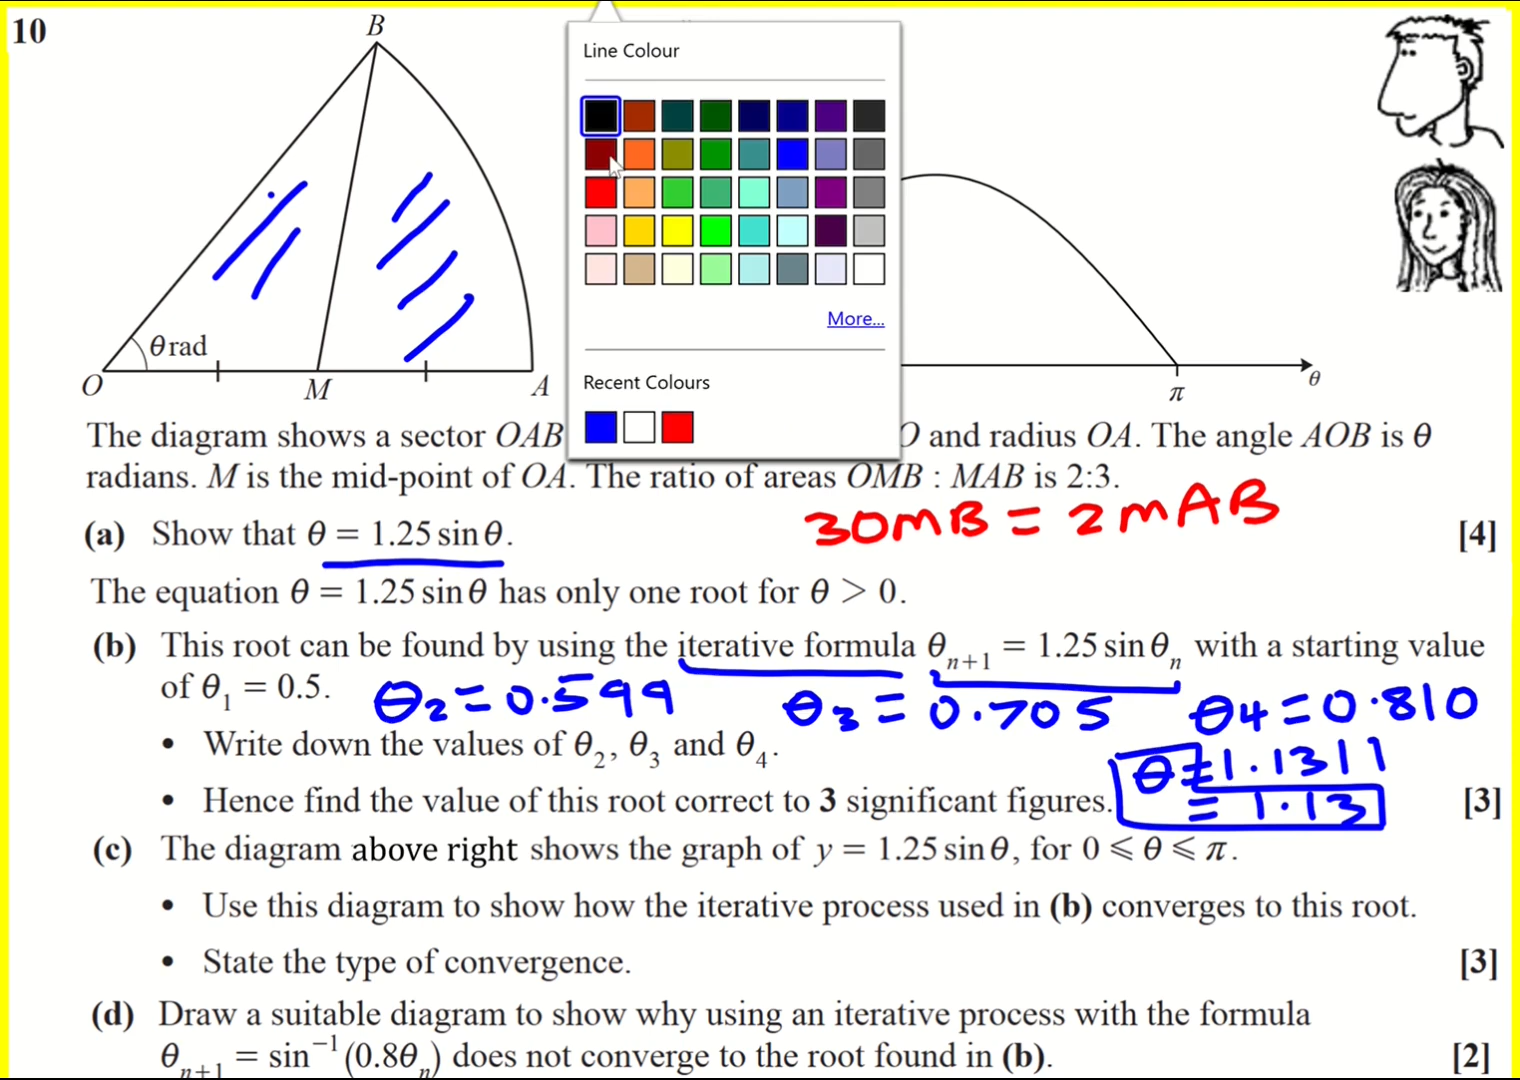 10
B
Line Colour
More...
Recent Colours
θ rad
O
M
A
π
θ
The diagram shows a sector OAB
O and radius OA. The angle AOB is θ
radians. M is the mid-point of OA. The ratio of areas OMB : MAB is 2:3.
3OMB = 2MAB
(a) Show that θ = 1.25 sin θ. [4]
The equation θ = 1.25 sin θ has only one root for θ > 0.
(b) This root can be found by using the iterative formula θn+1 = 1.25 sin θn with a starting value
of θ1 = 0.5.
θ2 = 0.599 θ3 = 0.705 θ4 = 0.810
• Write down the values of θ2, θ3 and θ4.
θ = 1.1311
• Hence find the value of this root correct to 3 significant figures. [3]
= 1.13
(c) The diagram above right shows the graph of y = 1.25 sin θ, for 0 ⩽ θ ⩽ π.
• Use this diagram to show how the iterative process used in (b) converges to this root.
• State the type of convergence. [3]
(d) Draw a suitable diagram to show why using an iterative process with the formula
θn+1 = sin⁻¹(0.8θn) does not converge to the root found in (b). [2]